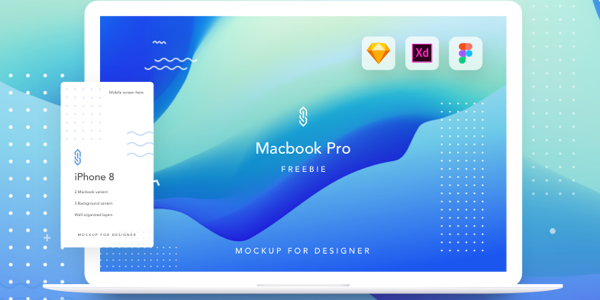 Xd
Macbook Pro
FREEBIE
MOCKUP FOR DESIGNER
Mobile screen here
iPhone 8
2 Macbook variant
2 Background variant
Well organized layers
MOCKUP FOR DESIGNER